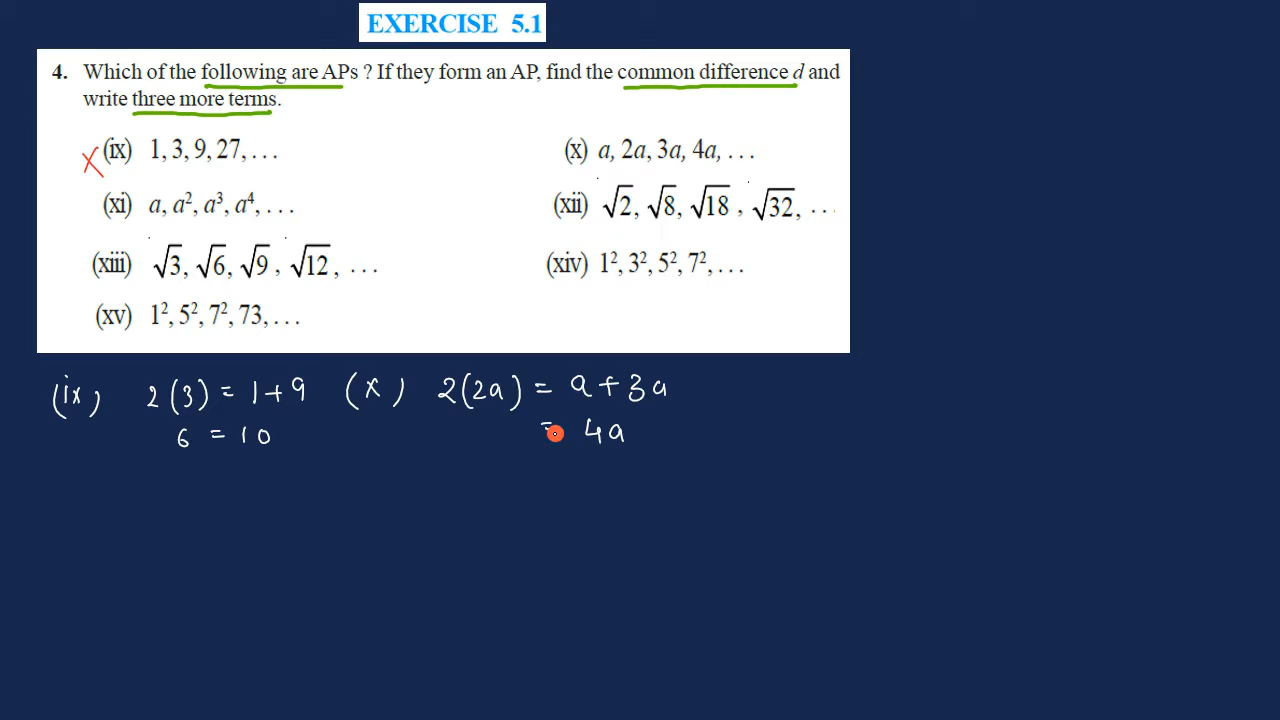 EXERCISE 5.1
4. Which of the following are APs ? If they form an AP, find the common difference d and
write three more terms.
(ix) 1, 3, 9, 27, . . . (x) a, 2a, 3a, 4a, . . .
(xi) a, a², a³, a⁴, . . . (xii) √2, √8, √18 , √32, . . .
(xiii) √3, √6, √9 , √12 , . . . (xiv) 1², 3², 5², 7², . . .
(xv) 1², 5², 7², 73, . . .
(ix) 2(3) = 1+9 (x) 2(2a) = a+3a
6 = 10 = 4a